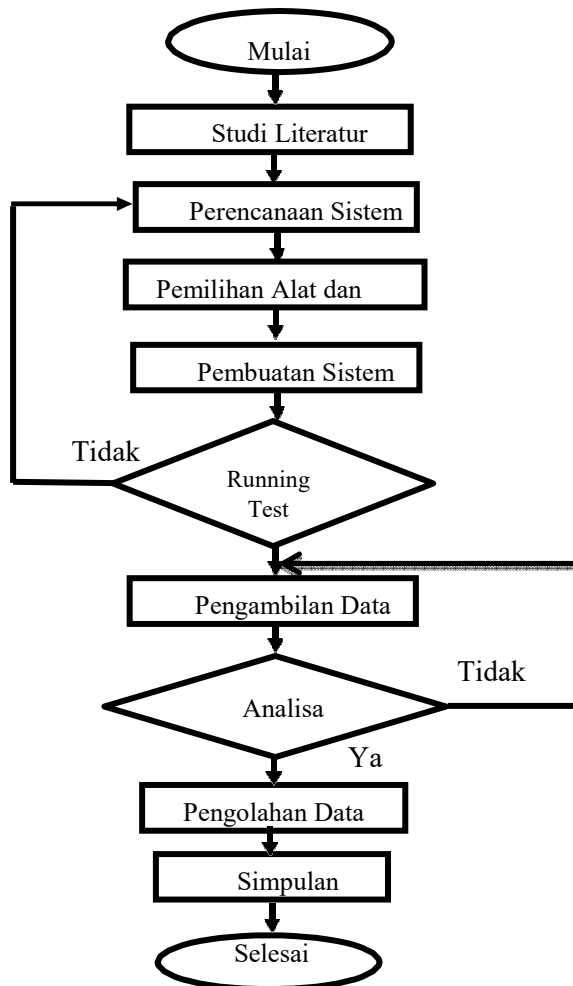 Mulai
Studi Literatur
Perencanaan Sistem
Pemilihan Alat dan
Pembuatan Sistem
Tidak
Running
Test
Pengambilan Data
Tidak
Analisa
Ya
Pengolahan Data
Simpulan
Selesai